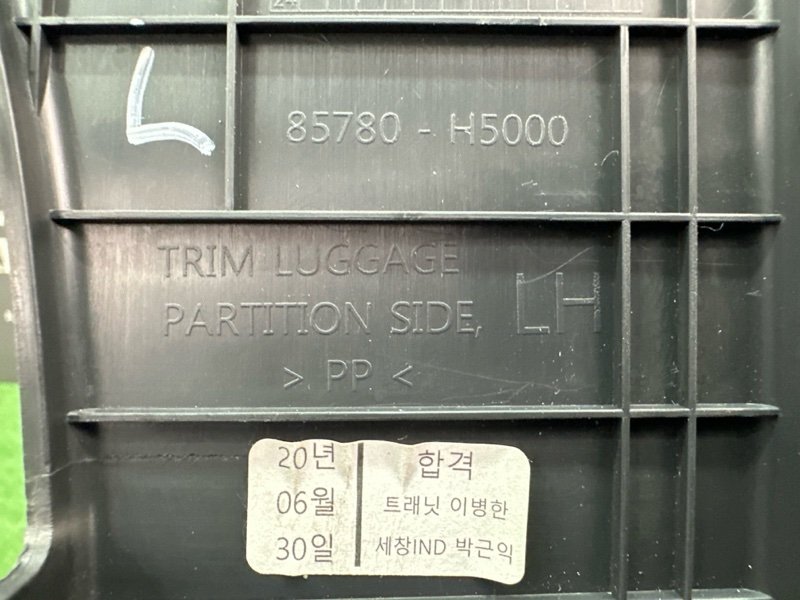 24
L
85780 - H5000
TRIM LUGGAGE
PARTITION SIDE, LH
> PP <
20년
06월
30일
합격
트래닛 이병한
세창IND 박근익